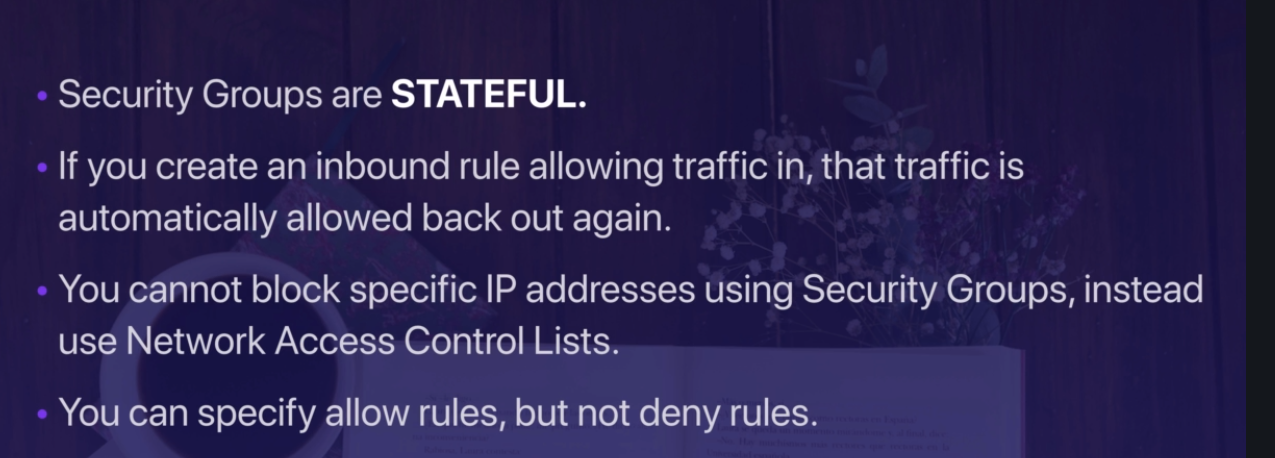 • Security Groups are STATEFUL.
• If you create an inbound rule allowing traffic in, that traffic is
automatically allowed back out again.
• You cannot block specific IP addresses using Security Groups, instead
use Network Access Control Lists.
• You can specify allow rules, but not deny rules.